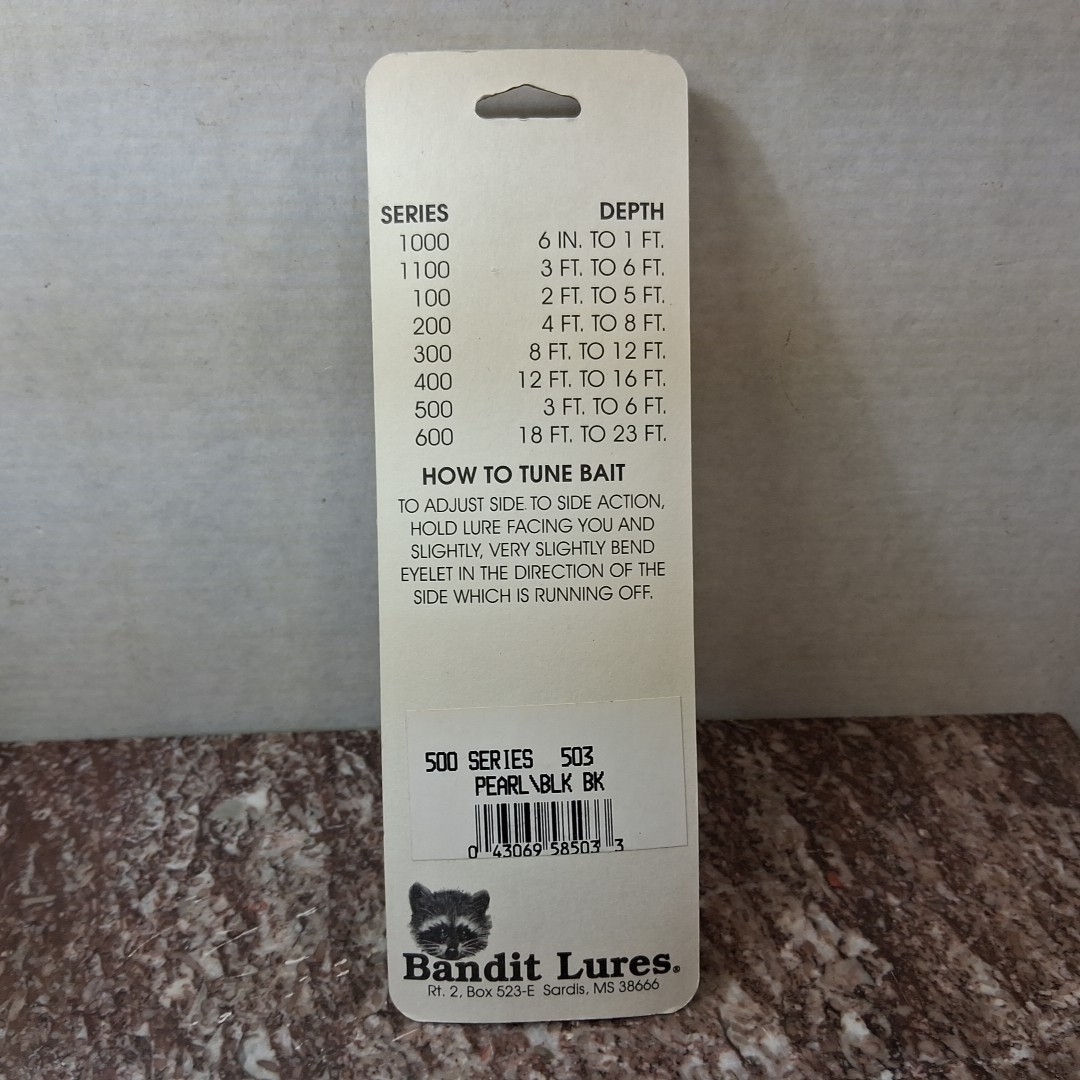 SERIES DEPTH
1000 6 IN. TO 1 FT.
1100 3 FT. TO 6 FT.
100 2 FT. TO 5 FT.
200 4 FT. TO 8 FT.
300 8 FT. TO 12 FT.
400 12 FT. TO 16 FT.
500 3 FT. TO 6 FT.
600 18 FT. TO 23 FT.
HOW TO TUNE BAIT
TO ADJUST SIDE TO SIDE ACTION,
HOLD LURE FACING YOU AND
SLIGHTLY, VERY SLIGHTLY BEND
EYELET IN THE DIRECTION OF THE
SIDE WHICH IS RUNNING OFF.
500 SERIES 503
PEARL\BLK BK
0 43069 58503 3
Bandit Lures®
Rt. 2, Box 523-E Sardis, MS 38666